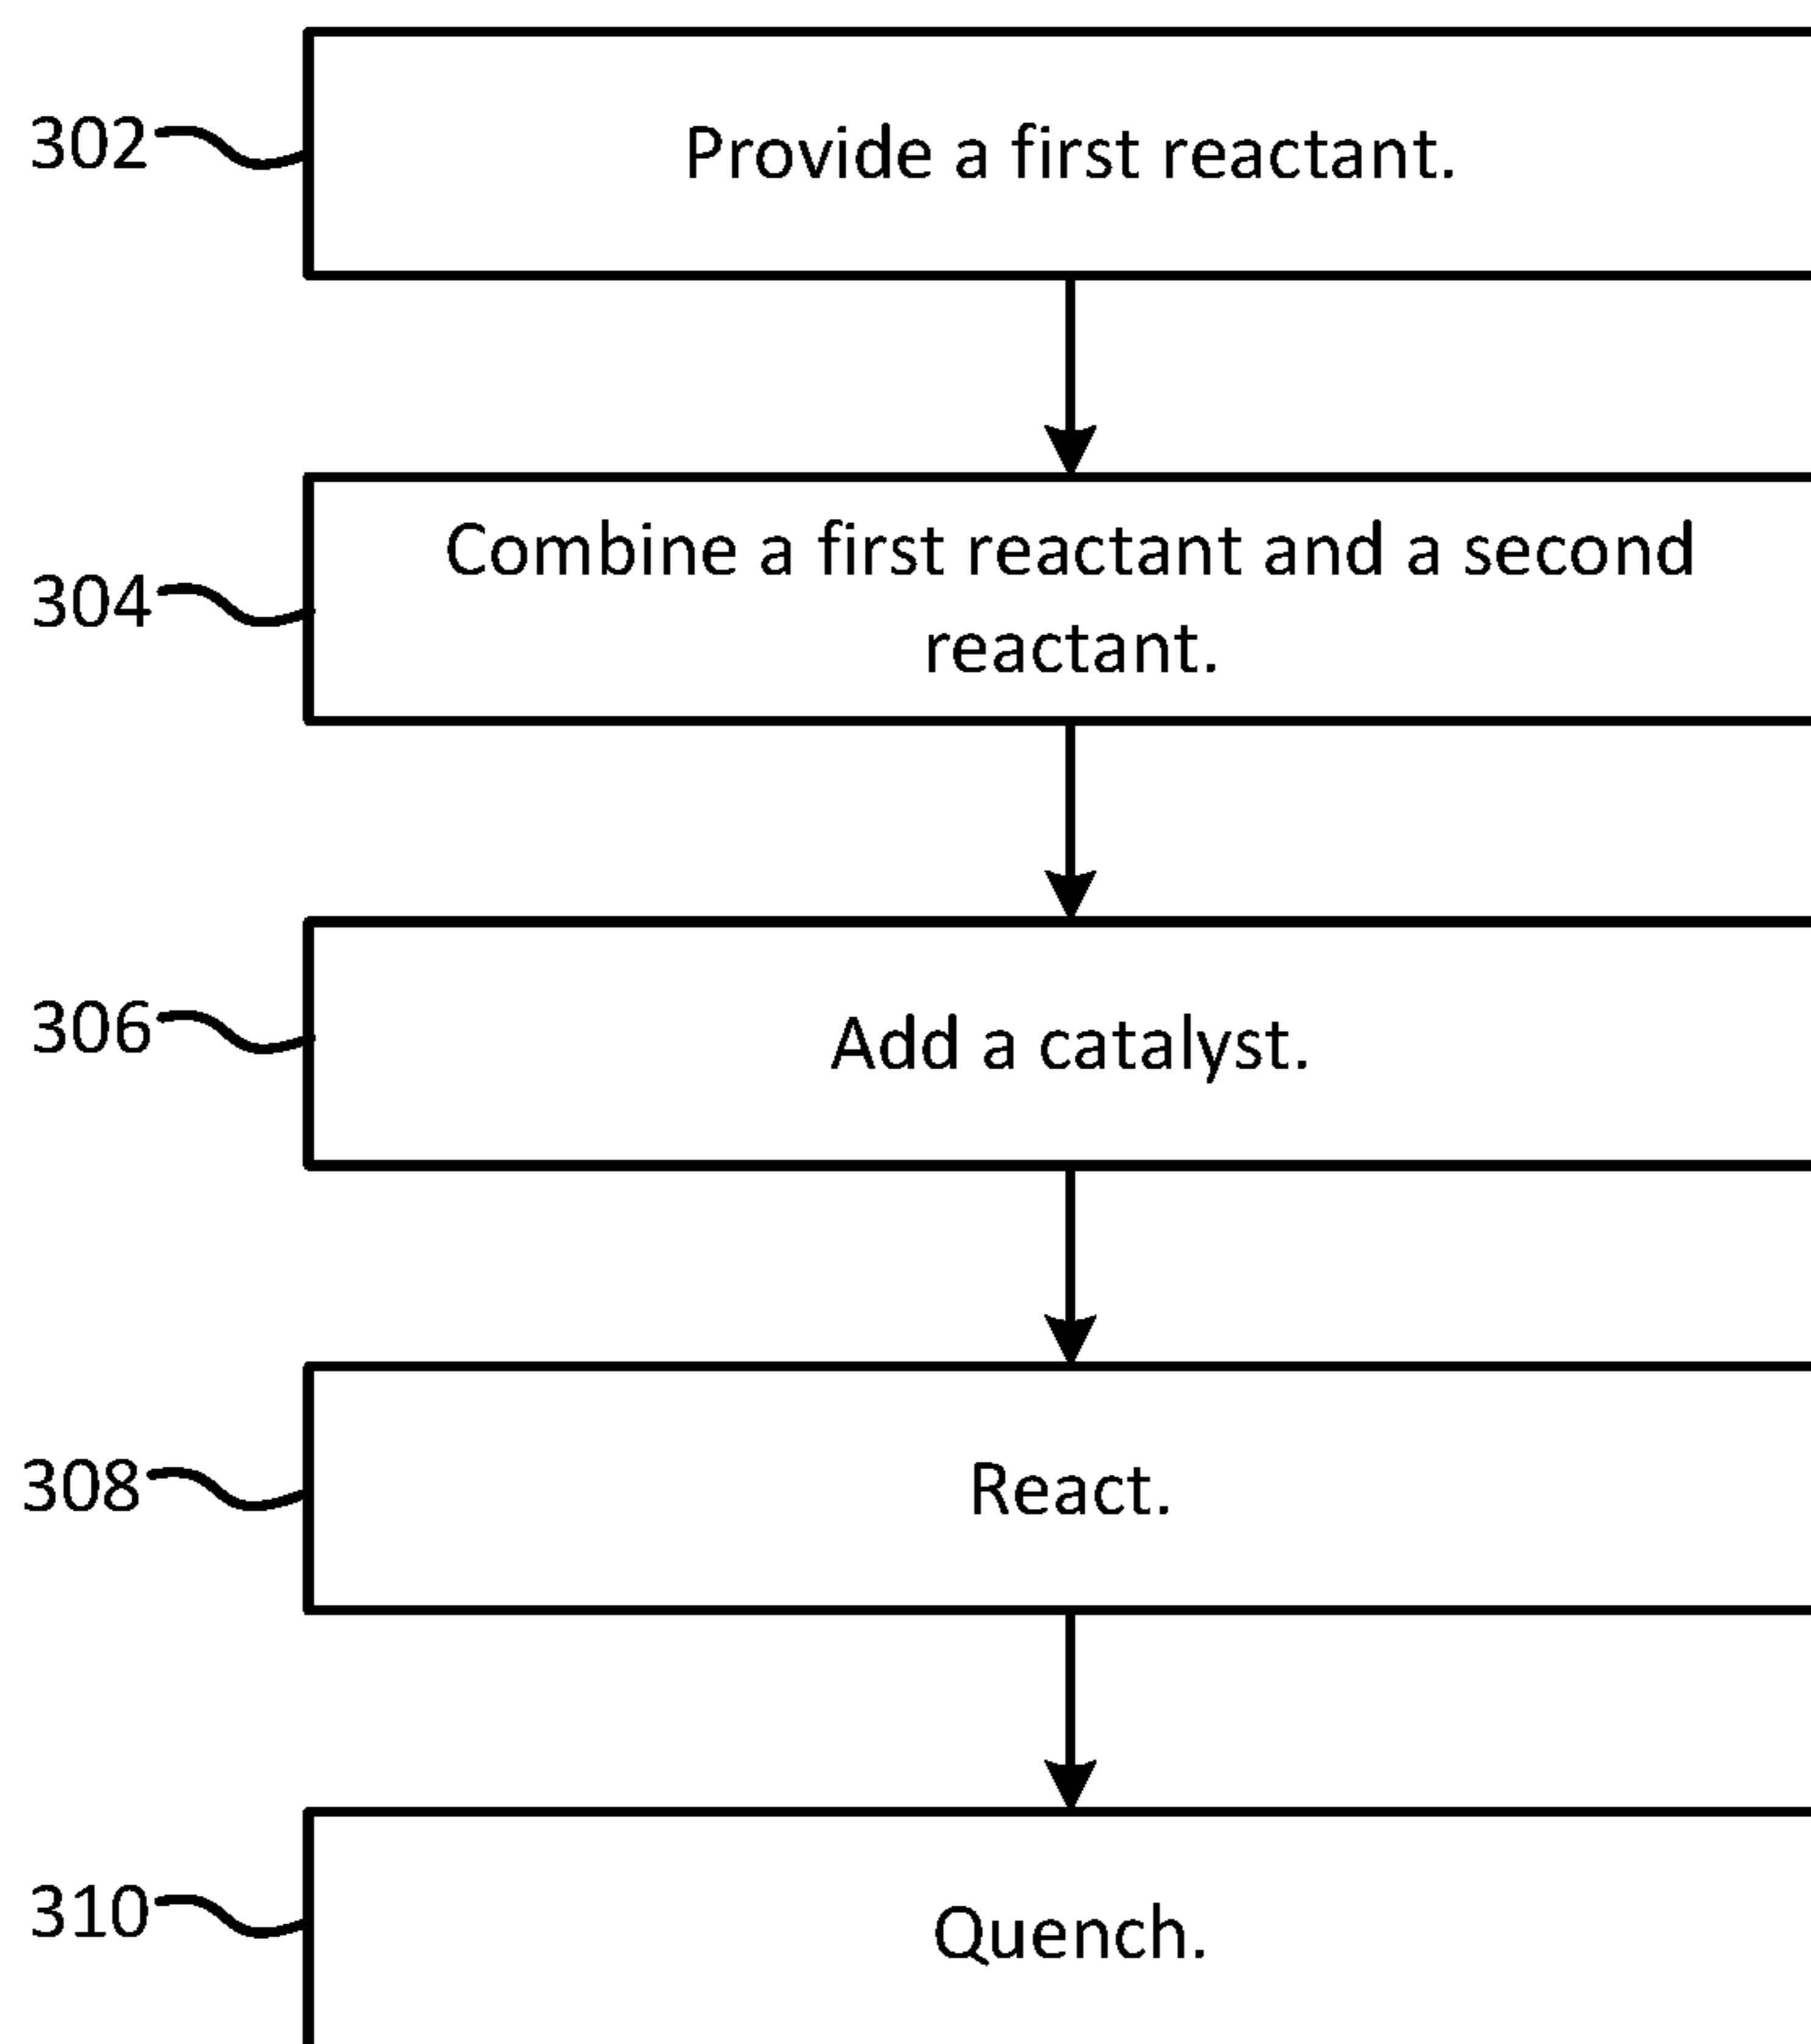 302
Provide a first reactant.
304
Combine a first reactant and a second
reactant.
306
Add a catalyst.
308
React.
310
Quench.